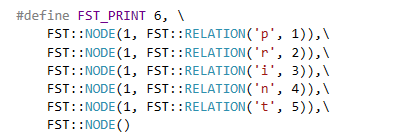 #define FST_PRINT 6, \
FST::NODE(1, FST::RELATION('p', 1)),\
FST::NODE(1, FST::RELATION('r', 2)),\
FST::NODE(1, FST::RELATION('i', 3)),\
FST::NODE(1, FST::RELATION('n', 4)),\
FST::NODE(1, FST::RELATION('t', 5)),\
FST::NODE()